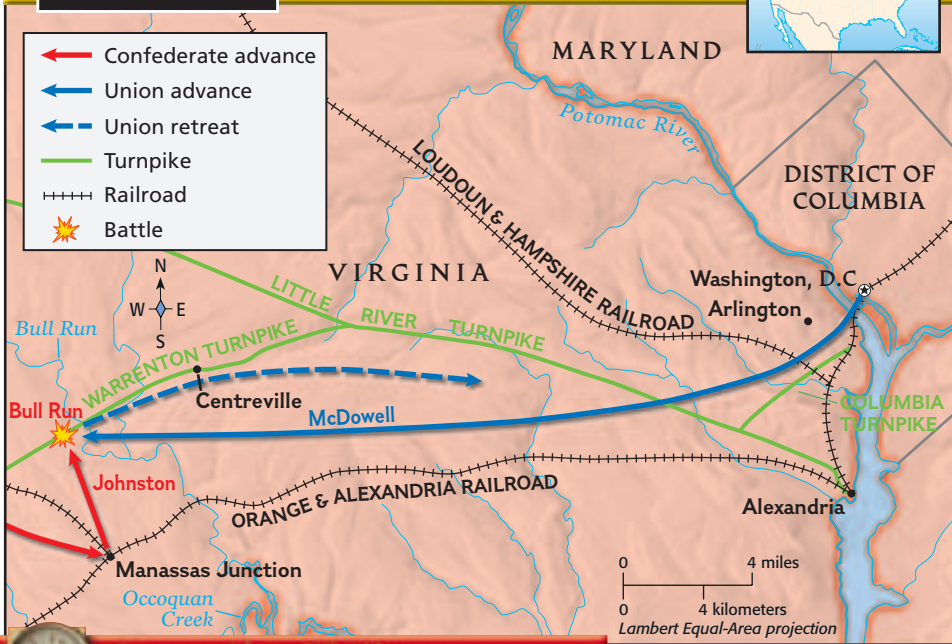 Confederate advance
Union advance
Union retreat
Turnpike
Railroad
Battle
MARYLAND
Potomac River
DISTRICT OF
COLUMBIA
LOUDOUN & HAMPSHIRE RAILROAD
VIRGINIA
N
W E
S
Washington, D.C
Arlington
LITTLE RIVER TURNPIKE
Bull Run
WARRENTON TURNPIKE
Centreville
Bull Run
McDowell
COLUMBIA
TURNPIKE
Johnston
ORANGE & ALEXANDRIA RAILROAD
Alexandria
Manassas Junction
Occoquan
Creek
0 4 miles
0 4 kilometers
Lambert Equal-Area projection